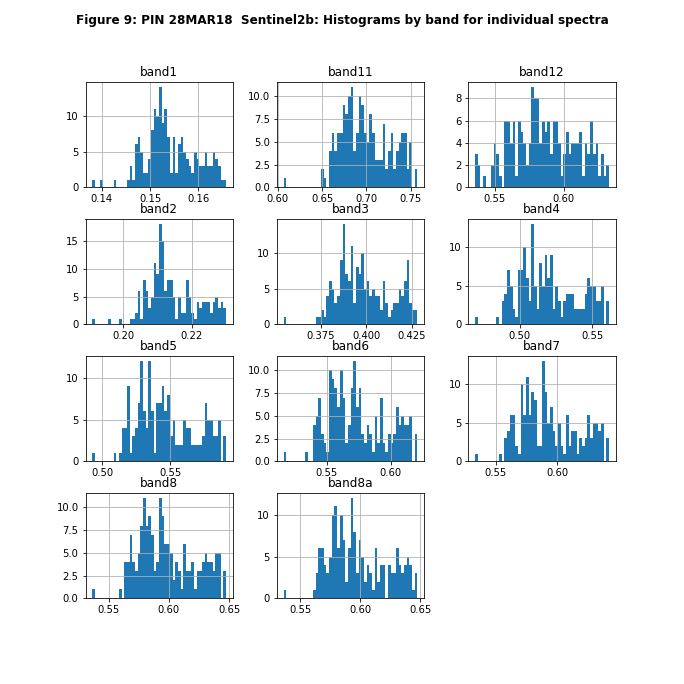 Figure 9: PIN 28MAR18  Sentinel2b: Histograms by band for individual spectra
band1
10
5
0
0.14 0.15 0.16
band11
10.0
7.5
5.0
2.5
0.0
0.60 0.65 0.70 0.75
band12
8
6
4
2
0
0.55 0.60
band2
15
10
5
0
0.20 0.22
band3
10
5
0
0.375 0.400 0.425
band4
10
5
0
0.50 0.55
band5
10
5
0
0.50 0.55
band6
10.0
7.5
5.0
2.5
0.0
0.55 0.60
band7
10
5
0
0.55 0.60
band8
10.0
7.5
5.0
2.5
0.0
0.55 0.60 0.65
band8a
10
5
0
0.55 0.60 0.65